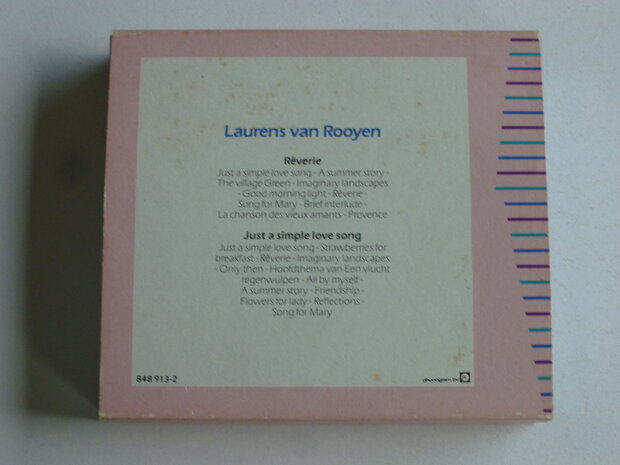 Laurens van Rooyen
Rêverie
Just a simple love song - A summer story -
The village Green - Imaginary landscapes
- Good morning light - Rêverie -
Song for Mary - Brief interlude -
La chanson des vieux amants - Provence
Just a simple love song
Just a simple love song - Strawberries for
breakfast - Rêverie - Imaginary landscapes
- Only then - Hoofdthema van Een vlucht
regenwulpen - All by myself -
A summer story - Friendship -
Flowers for lady - Reflections -
Song for Mary
848 913-2
phonogram bv